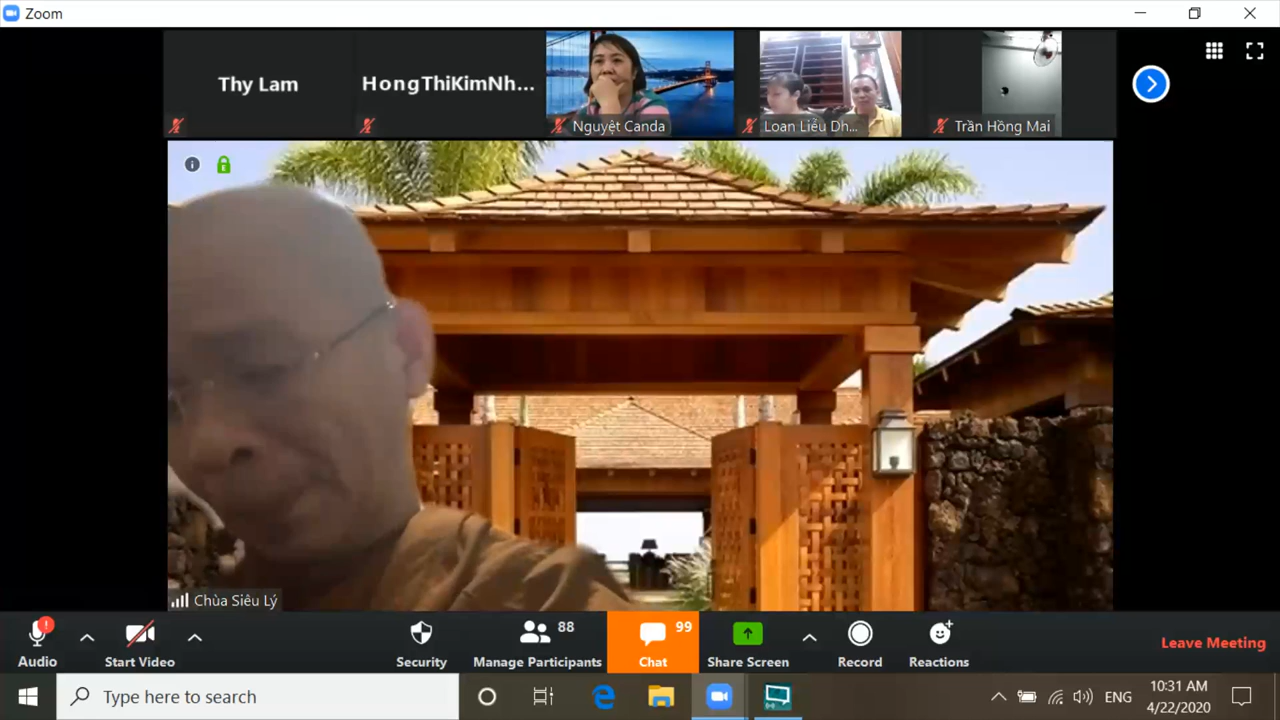 Zoom
Thy Lam
HongThiKimNh...
Nguyệt Canda
Loan Liễu Dh...
Trần Hồng Mai
Chùa Siêu Lý
Audio
Start Video
Security
88
Manage Participants
99
Chat
Share Screen
Record
Reactions
Leave Meeting
Type here to search
ENG
10:31 AM
4/22/2020